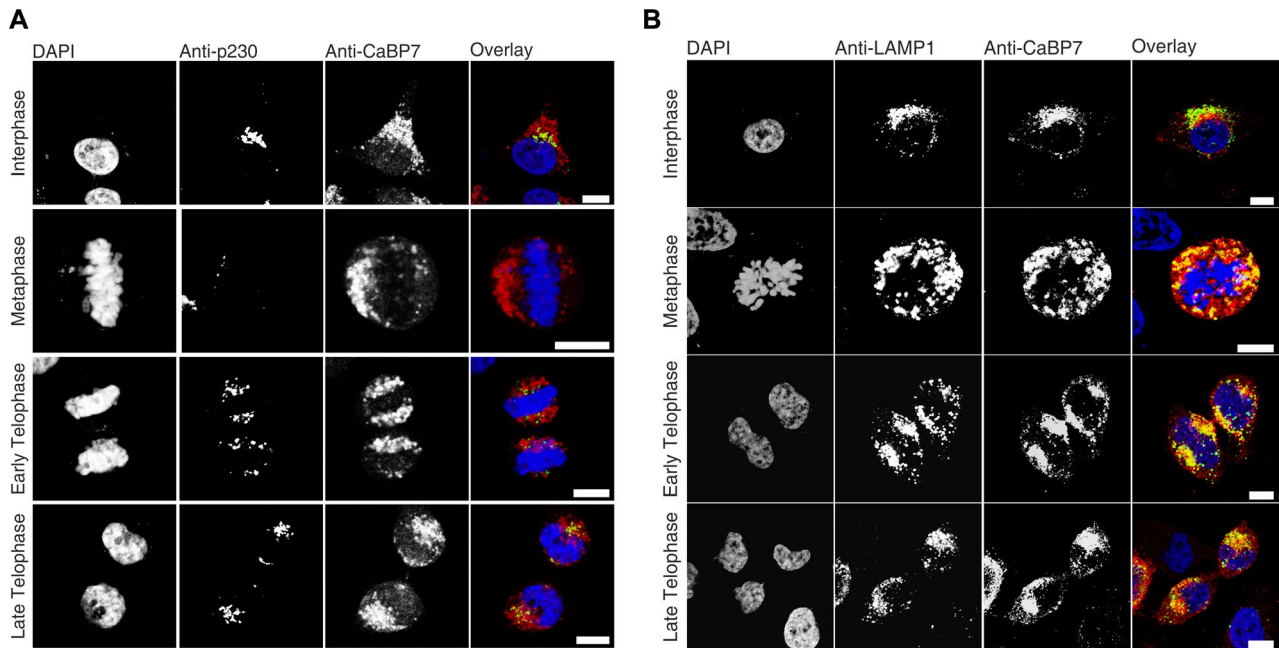 A
DAPI Anti-p230 Anti-CaBP7 Overlay
Interphase
Metaphase
Early Telophase
Late Telophase
B
DAPI Anti-LAMP1 Anti-CaBP7 Overlay
Interphase
Metaphase
Early Telophase
Late Telophase